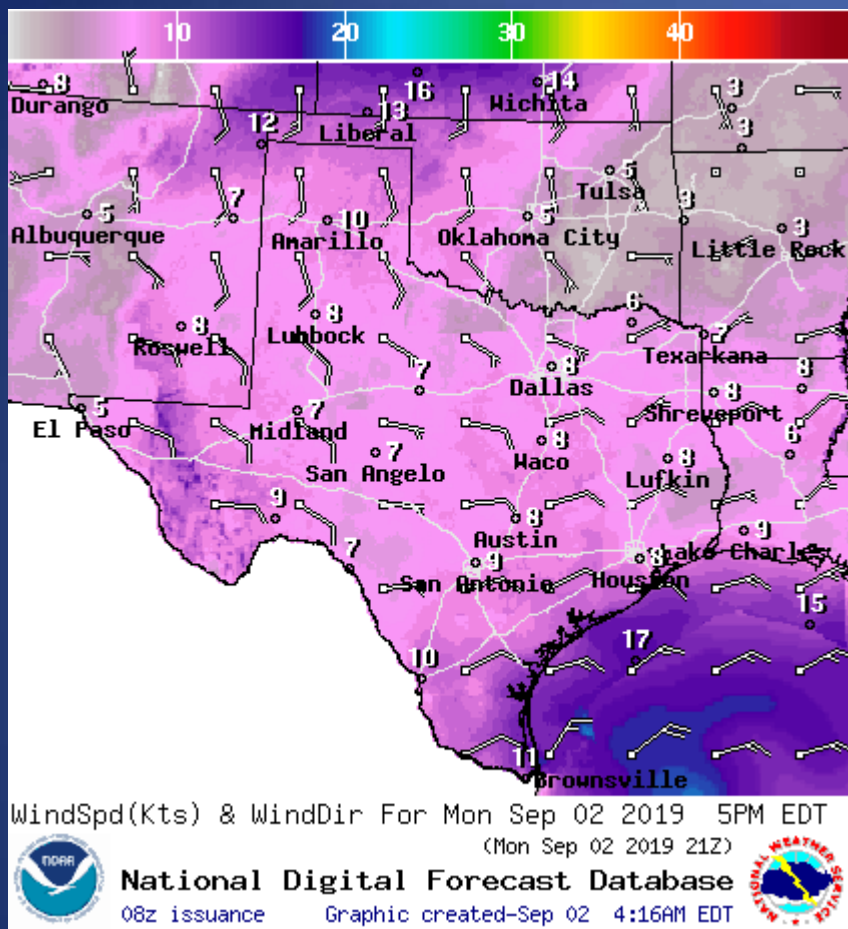 10 20 30 40
8 16 14 3
Durango Wichita
13
Liberal
12 3
5
Tulsa
5 7 10 5 3 3
Albuquerque Amarillo Oklahoma City Little Rock
8 8 6 7
Roswell Lubbock Texarkana
7 8 8 8
Dallas
5 7 Shreveport
El Paso Midland
7 8 8 6
San Angelo Waco Lufkin
9 8 9
Austin Lake Charles
7 9 8
San Antonio Houston
15
10 17
11
Brownsville
WindSpd(Kts) & WindDir For Mon Sep 02 2019 5PM EDT
(Mon Sep 02 2019 21Z)
NOAA
National Digital Forecast Database
08z issuance Graphic created-Sep 02 4:16AM EDT
NATIONAL WEATHER SERVICE